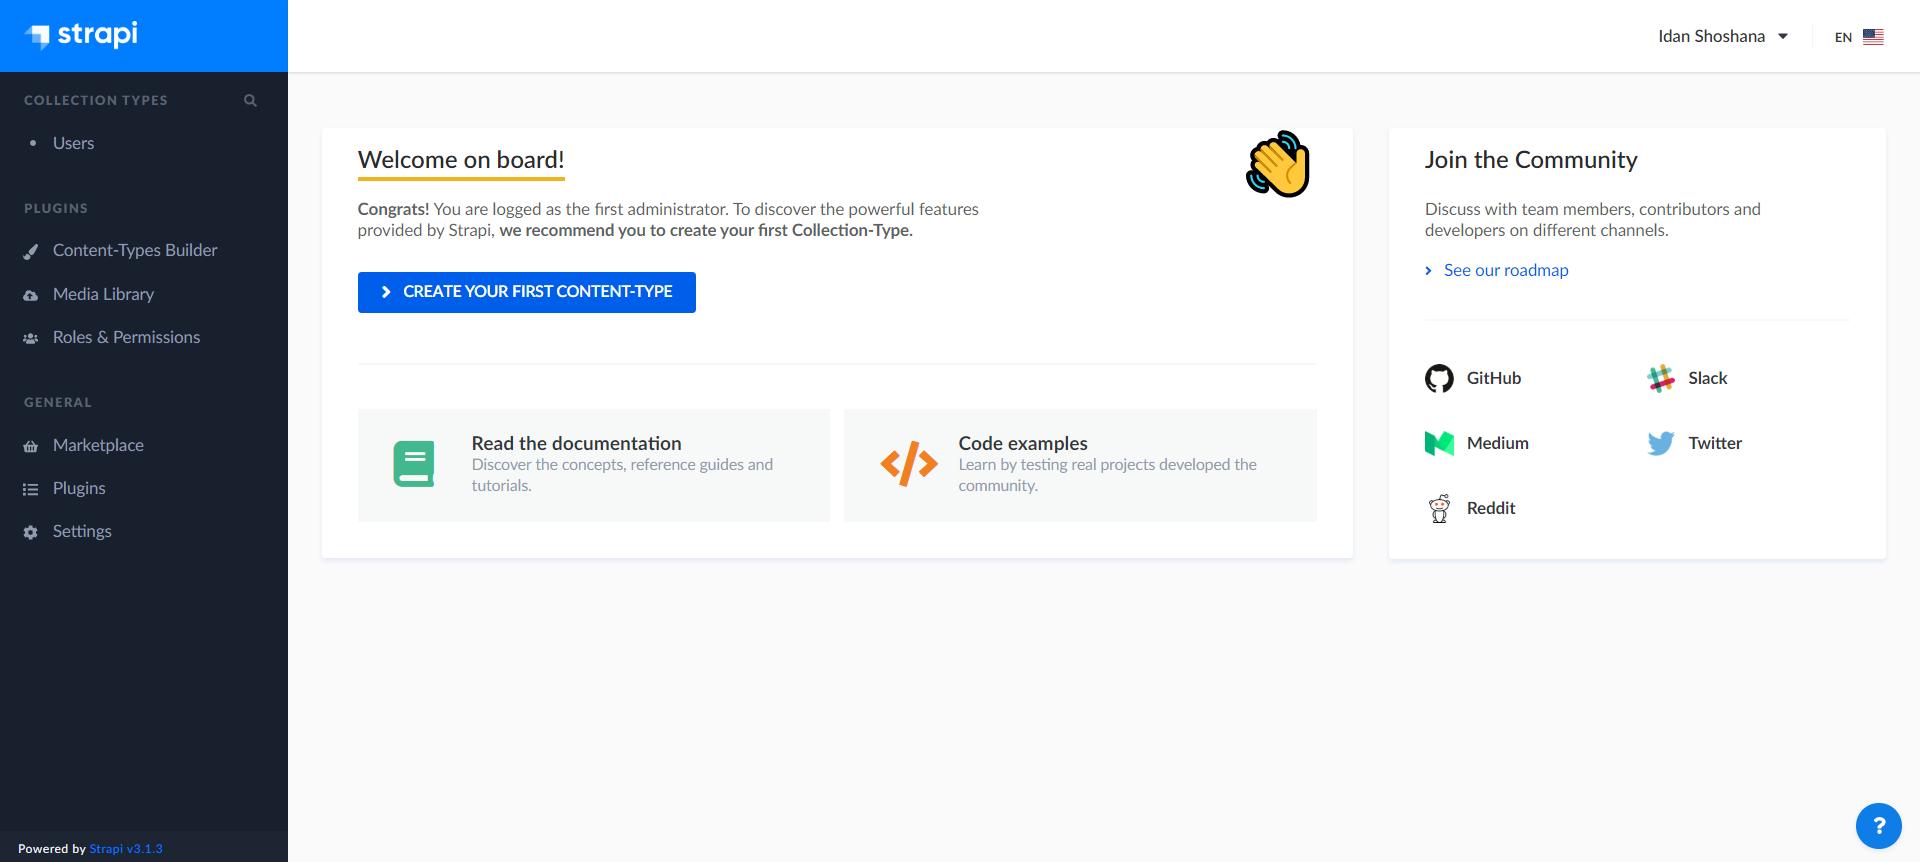 strapi
Idan Shoshana
EN
COLLECTION TYPES
Users
PLUGINS
Content-Types Builder
Media Library
Roles & Permissions
GENERAL
Marketplace
Plugins
Settings
Powered by Strapi v3.1.3
Welcome on board!
Congrats! You are logged as the first administrator. To discover the powerful features
provided by Strapi, we recommend you to create your first Collection-Type.
CREATE YOUR FIRST CONTENT-TYPE
Read the documentation
Discover the concepts, reference guides and
tutorials.
Code examples
Learn by testing real projects developed the
community.
Join the Community
Discuss with team members, contributors and
developers on different channels.
See our roadmap
GitHub
Slack
Medium
Twitter
Reddit
?